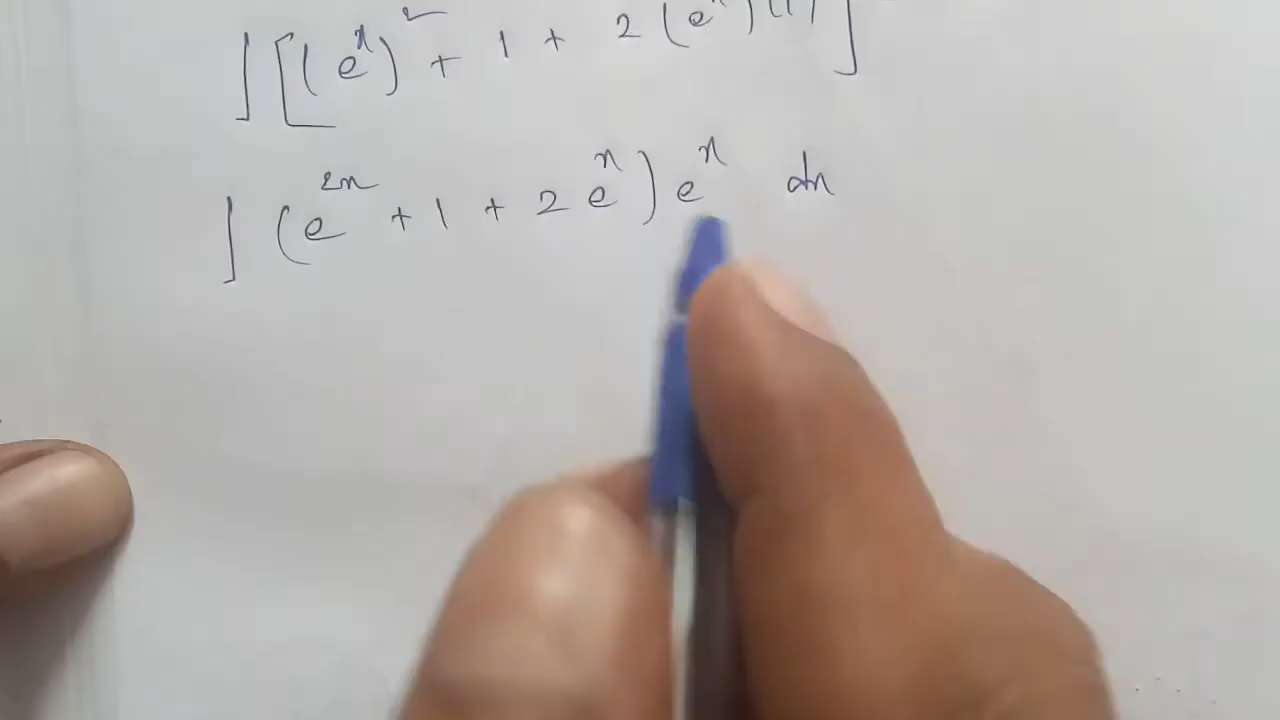 ∫ [(e^x)^2 + 1 + 2(e^x)(1)]
∫ (e^{2x} + 1 + 2e^x) e^x dx